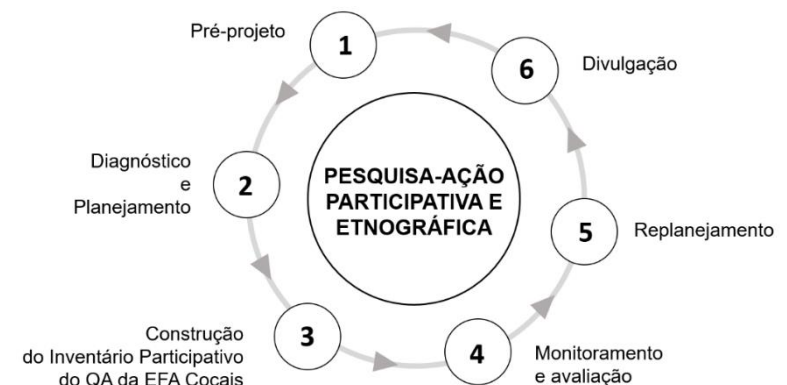 Pré-projeto
1
6
Divulgação
Diagnóstico
e
Planejamento
2
PESQUISA-AÇÃO
PARTICIPATIVA E
ETNOGRÁFICA
5
Replanejamento
Construção
do Inventário Participativo
do QA da EFA Cocais
3
4
Monitoramento
e avaliação